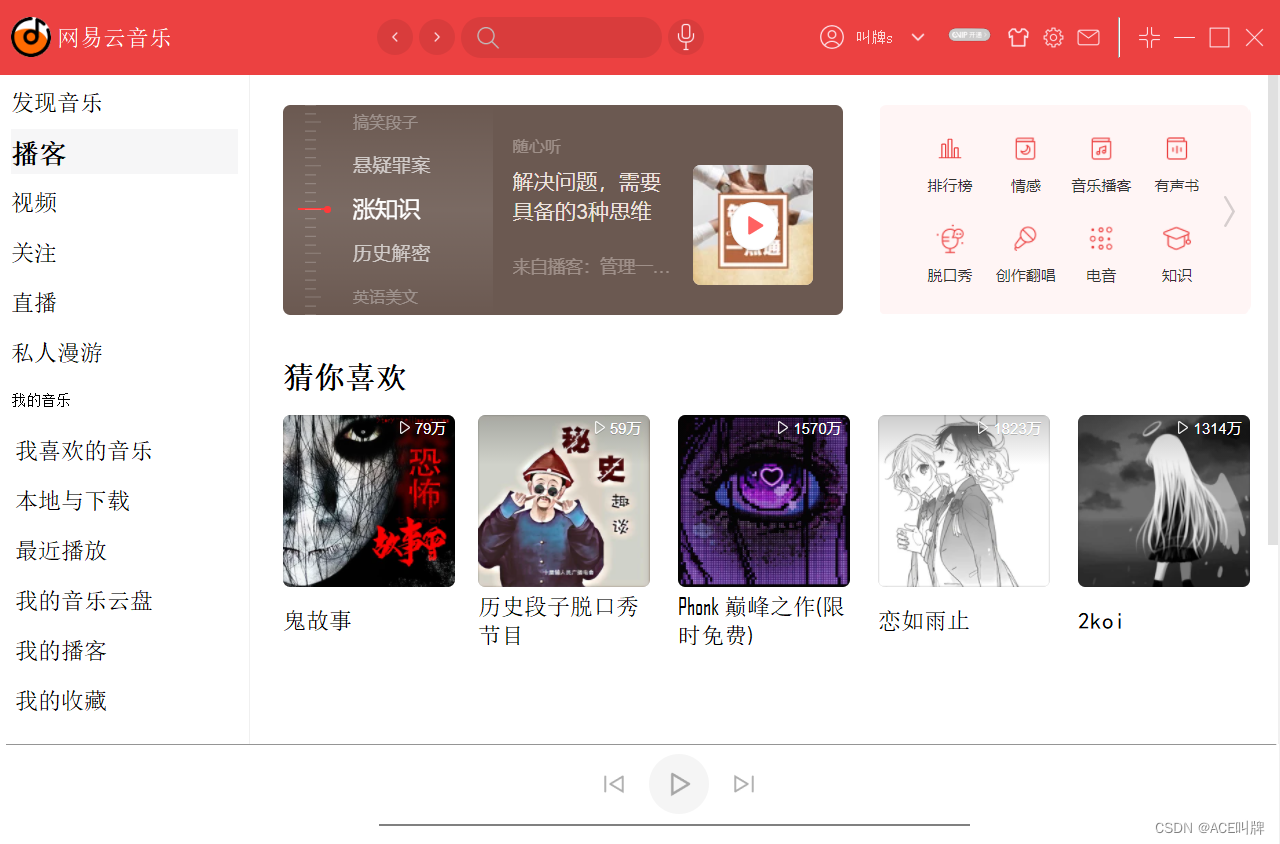 网易云音乐
叫牌s
发现音乐
播客
视频
关注
直播
私人漫游
我的音乐
我喜欢的音乐
本地与下载
最近播放
我的音乐云盘
我的播客
我的收藏
搞笑段子
悬疑罪案
涨知识
历史解密
英语美文
随心听
解决问题，需要
具备的3种思维
来自播客：管理一...
排行榜
情感
音乐播客
有声书
脱口秀
创作翻唱
电音
知识
猜你喜欢
79万
恐怖
故事
鬼故事
59万
秘史
趣谈
历史段子脱口秀
节目
1570万
Phonk 巅峰之作(限
时免费)
1823万
恋如雨止
1314万
2koi
CSDN @ACE叫牌